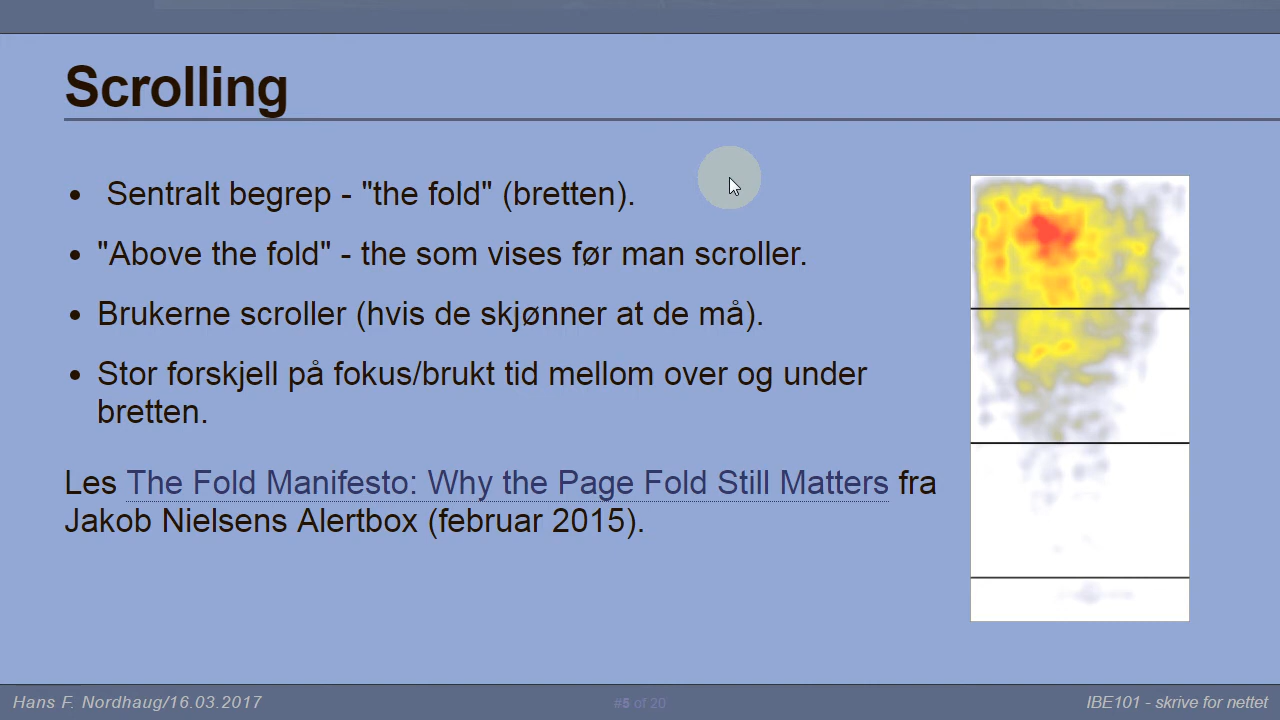 Scrolling
Sentralt begrep - "the fold" (bretten).
"Above the fold" - the som vises før man scroller.
Brukerne scroller (hvis de skjønner at de må).
Stor forskjell på fokus/brukt tid mellom over og under
bretten.
Les The Fold Manifesto: Why the Page Fold Still Matters fra
Jakob Nielsens Alertbox (februar 2015).
Hans F. Nordhaug/16.03.2017
#5 of 20
IBE101 - skrive for nettet